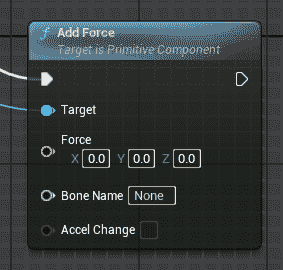 Add Force
Target is Primitive Component
Target
Force
X 0.0 Y 0.0 Z 0.0
Bone Name None
Accel Change